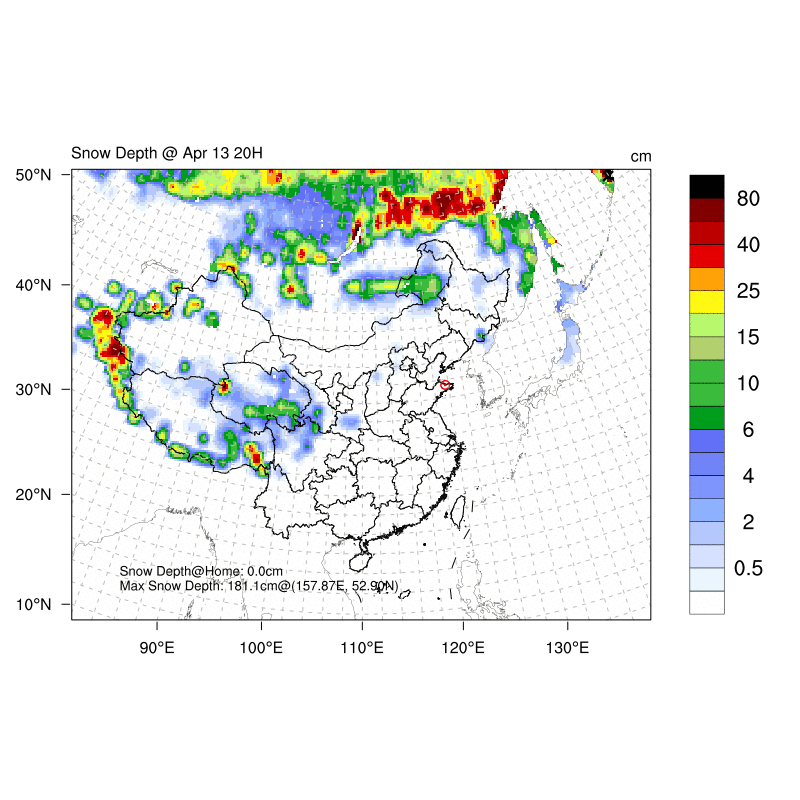 Snow Depth @ Apr 13 20H
cm
50°N
40°N
30°N
20°N
10°N
80
40
25
15
10
6
4
2
0.5
Snow Depth@Home: 0.0cm
Max Snow Depth: 181.1cm@(157.87E, 52.90N)
90°E
100°E
110°E
120°E
130°E